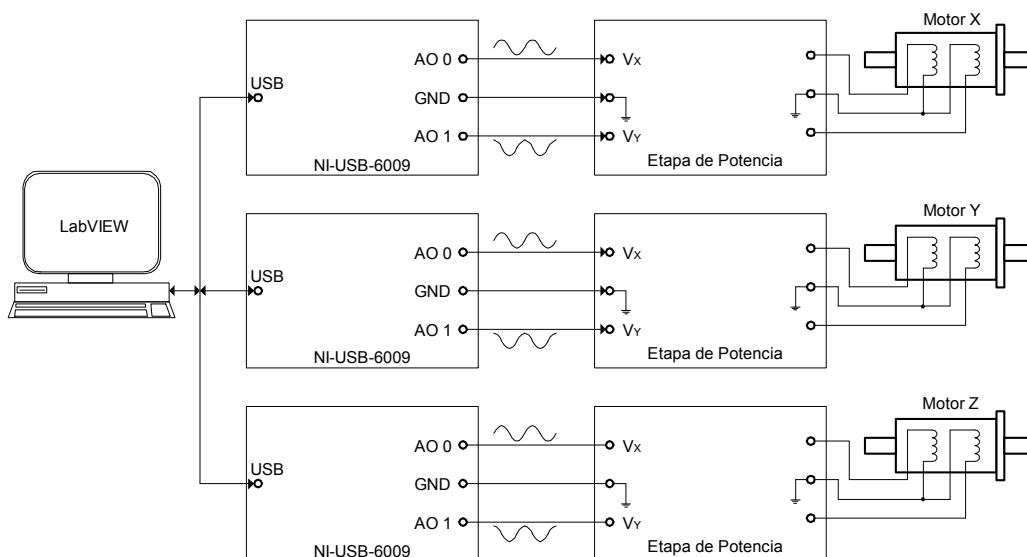 Motor X
AO 0
Vx
USB
GND
AO 1
VY
NI-USB-6009
Etapa de Potencia
LabVIEW
Motor Y
AO 0
Vx
USB
GND
AO 1
VY
NI-USB-6009
Etapa de Potencia
Motor Z
AO 0
Vx
USB
GND
AO 1
VY
NI-USB-6009
Etapa de Potencia